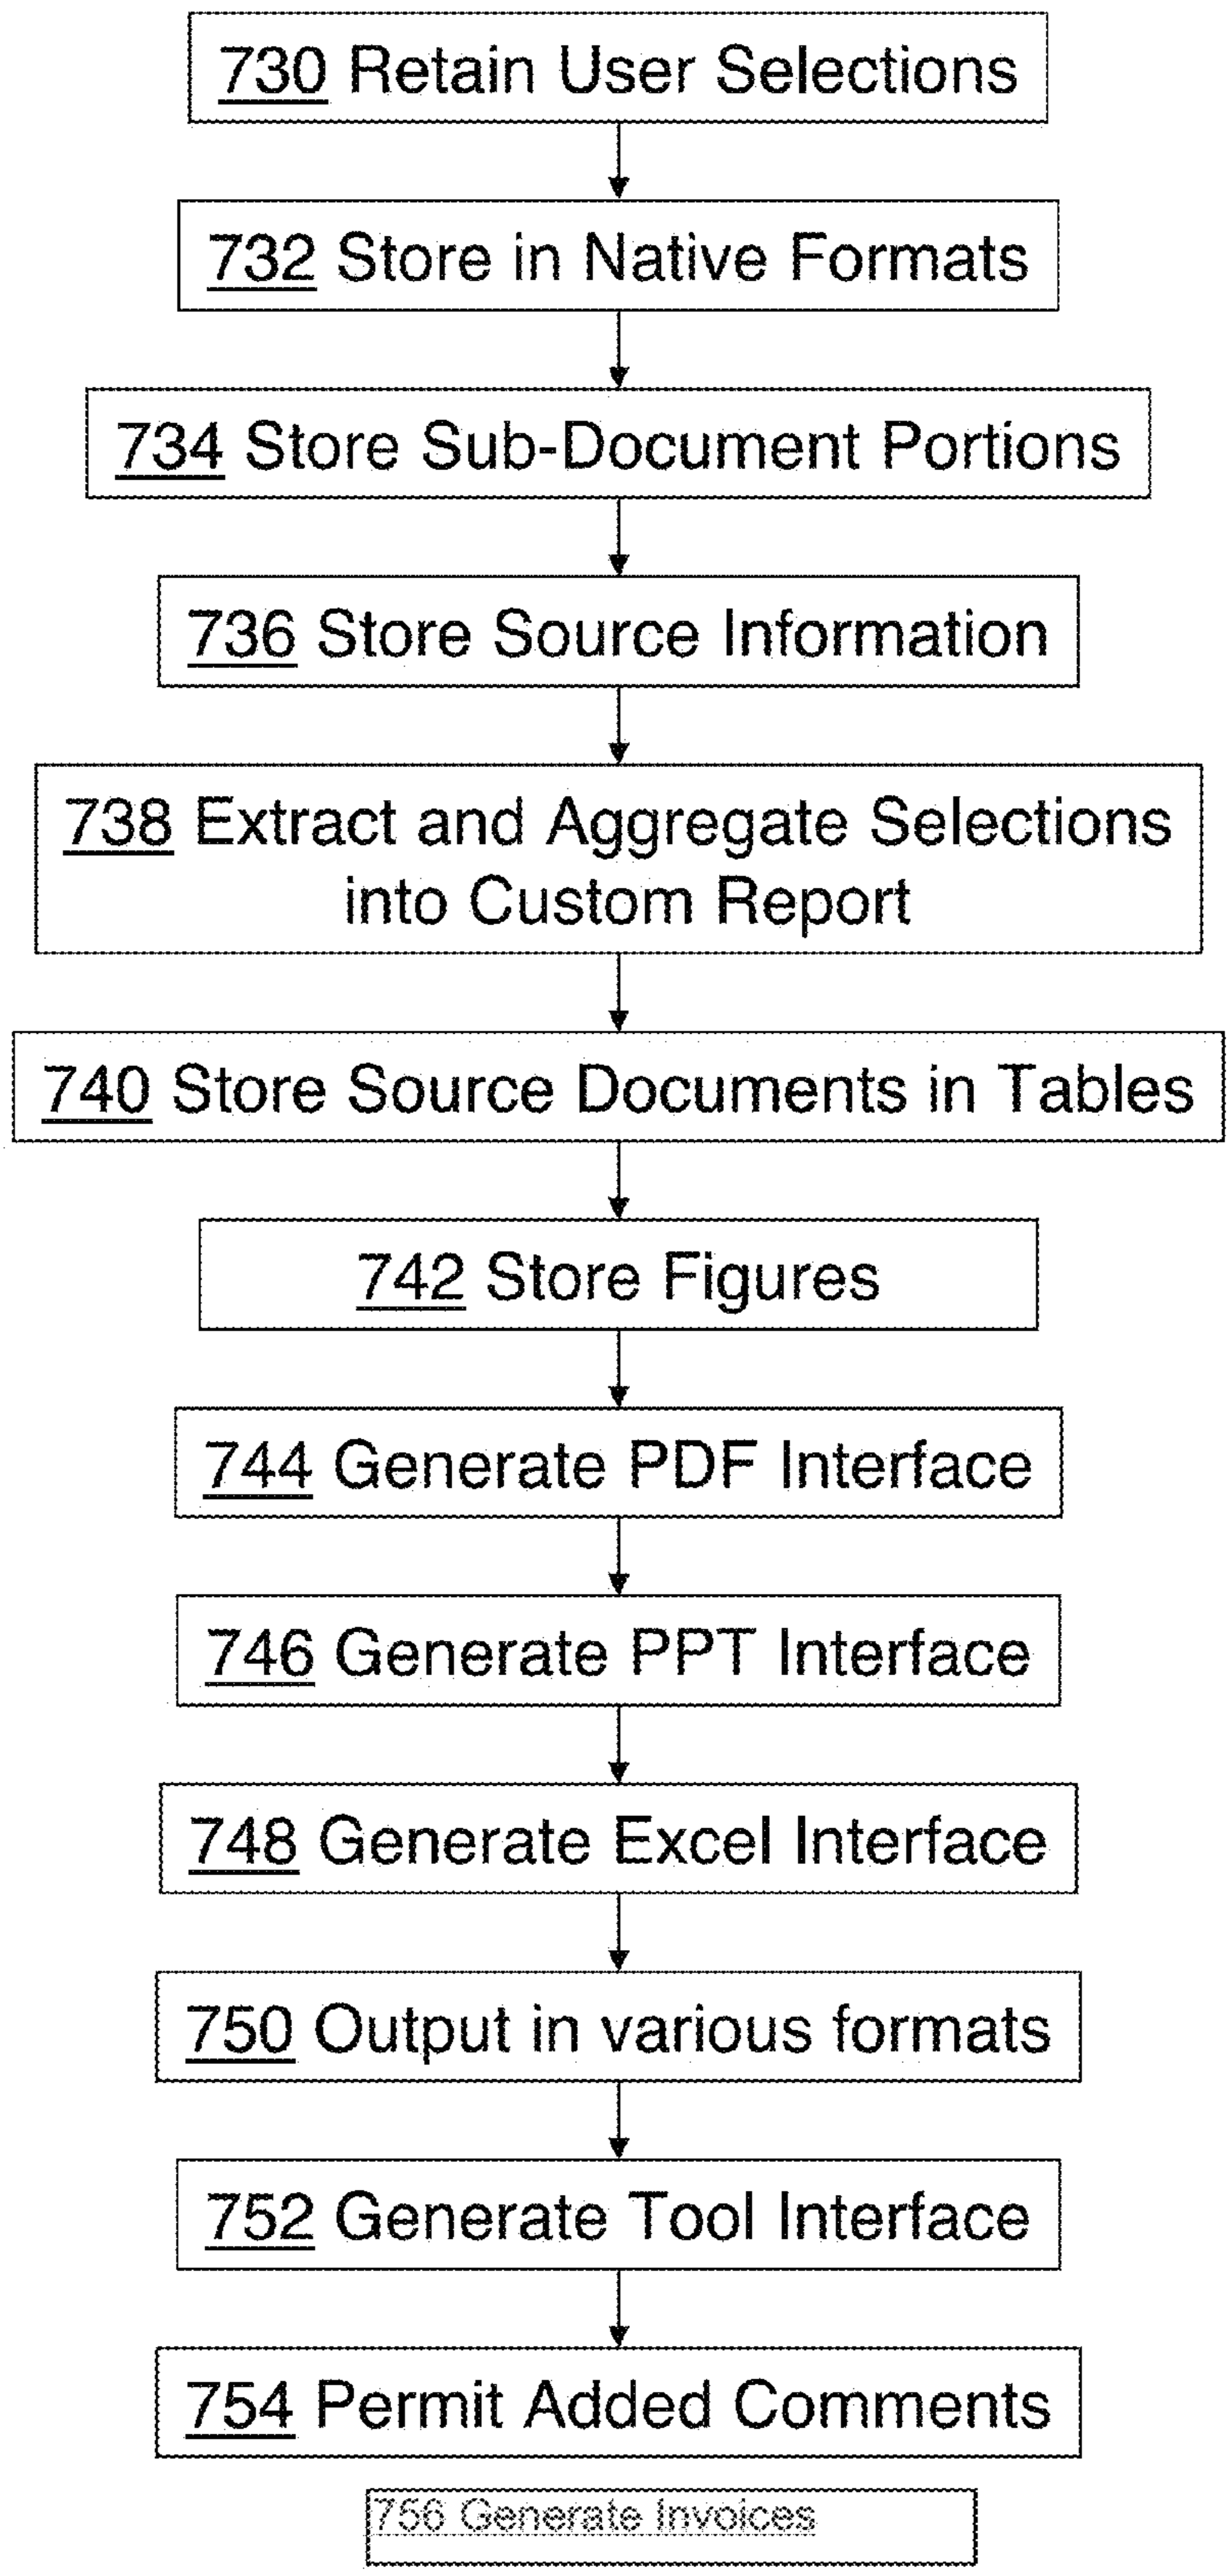 730 Retain User Selections
732 Store in Native Formats
734 Store Sub-Document Portions
736 Store Source Information
738 Extract and Aggregate Selections
into Custom Report
740 Store Source Documents in Tables
742 Store Figures
744 Generate PDF Interface
746 Generate PPT Interface
748 Generate Excel Interface
750 Output in various formats
752 Generate Tool Interface
754 Permit Added Comments
756 Generate Invoices